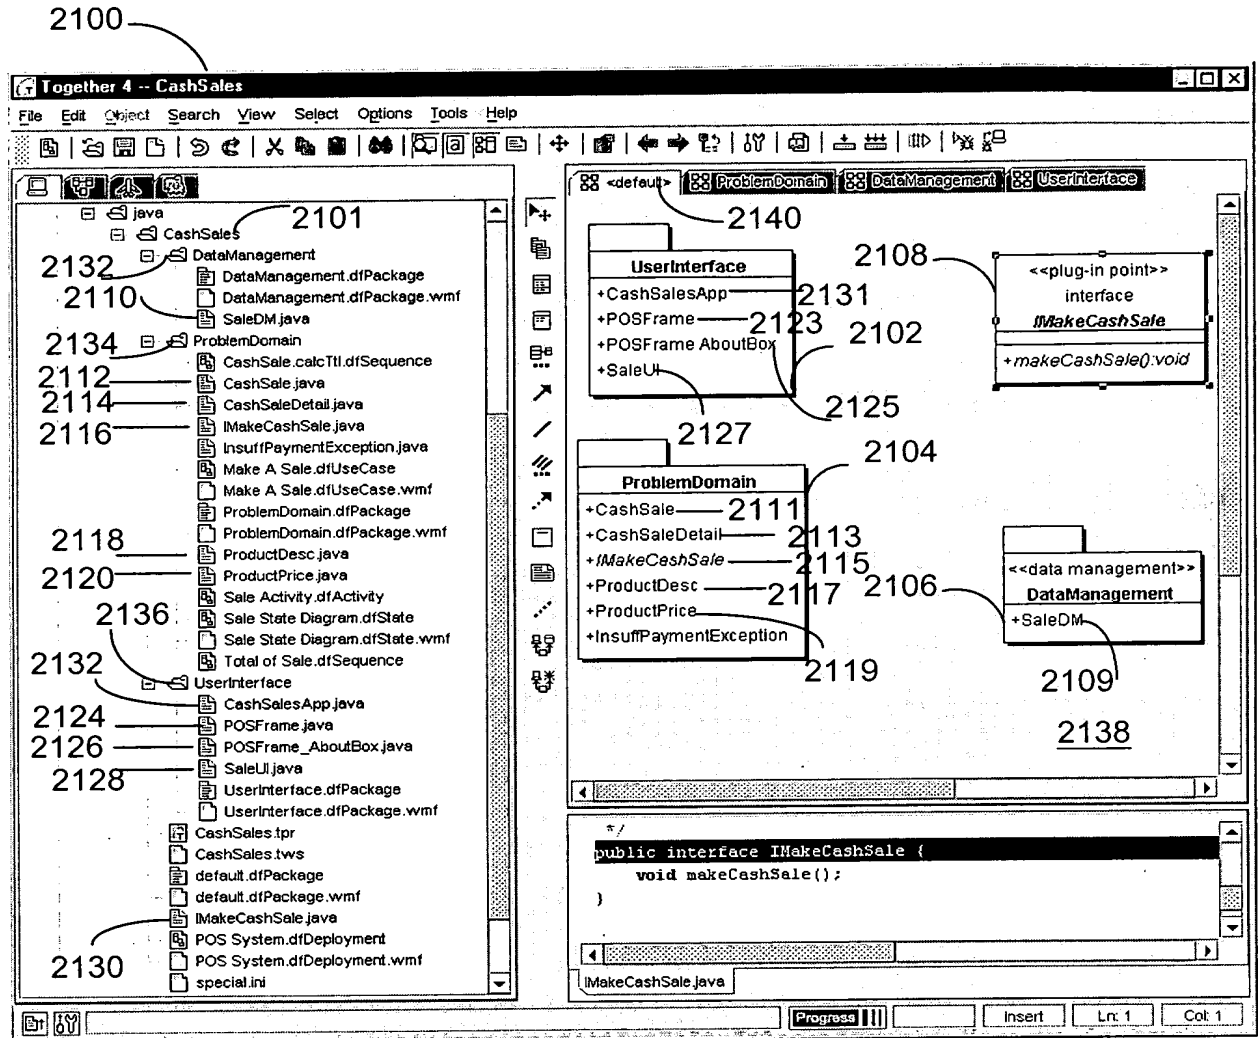 2100
Together 4 -- CashSales
File Edit Object Search View Select Options Tools Help
<default> ProblemDomain DataManagement UserInterface
java
2101
2140
CashSales
2132
DataManagement
DataManagement.dfPackage
2110
DataManagement.dfPackage.wmf
SaleDM.java
2134
ProblemDomain
CashSale.calcTtl.dfSequence
2112
CashSale.java
2114
CashSaleDetail.java
2116
IMakeCashSale.java
InsuffPaymentException.java
Make A Sale.dfUseCase
Make A Sale.dfUseCase.wmf
ProblemDomain.dfPackage
ProblemDomain.dfPackage.wmf
2118
ProductDesc.java
2120
ProductPrice.java
Sale Activity.dfActivity
2136
Sale State Diagram.dfState
Sale State Diagram.dfState.wmf
Total of Sale.dfSequence
2132
UserInterface
CashSalesApp.java
2124
POSFrame.java
2126
POSFrame_AboutBox.java
2128
SaleUI.java
UserInterface.dfPackage
UserInterface.dfPackage.wmf
CashSales.tpr
CashSales.tws
default.dfPackage
default.dfPackage.wmf
IMakeCashSale.java
POS System.dfDeployment
2130
POS System.dfDeployment.wmf
special.ini
UserInterface
+CashSalesApp 2131
+POSFrame 2123
+POSFrame AboutBox
+SaleUI
2102
2125
2127
2108
<<plug-in point>>
interface
IMakeCashSale
+makeCashSale():void
2104
ProblemDomain
+CashSale 2111
+CashSaleDetail 2113
+IMakeCashSale 2115
+ProductDesc 2117
+ProductPrice
+InsuffPaymentException
2119
2106
<<data management>>
DataManagement
+SaleDM
2109
2138
*/
public interface IMakeCashSale {
void makeCashSale();
}
IMakeCashSale.java
Progress Insert Ln: 1 Col: 1